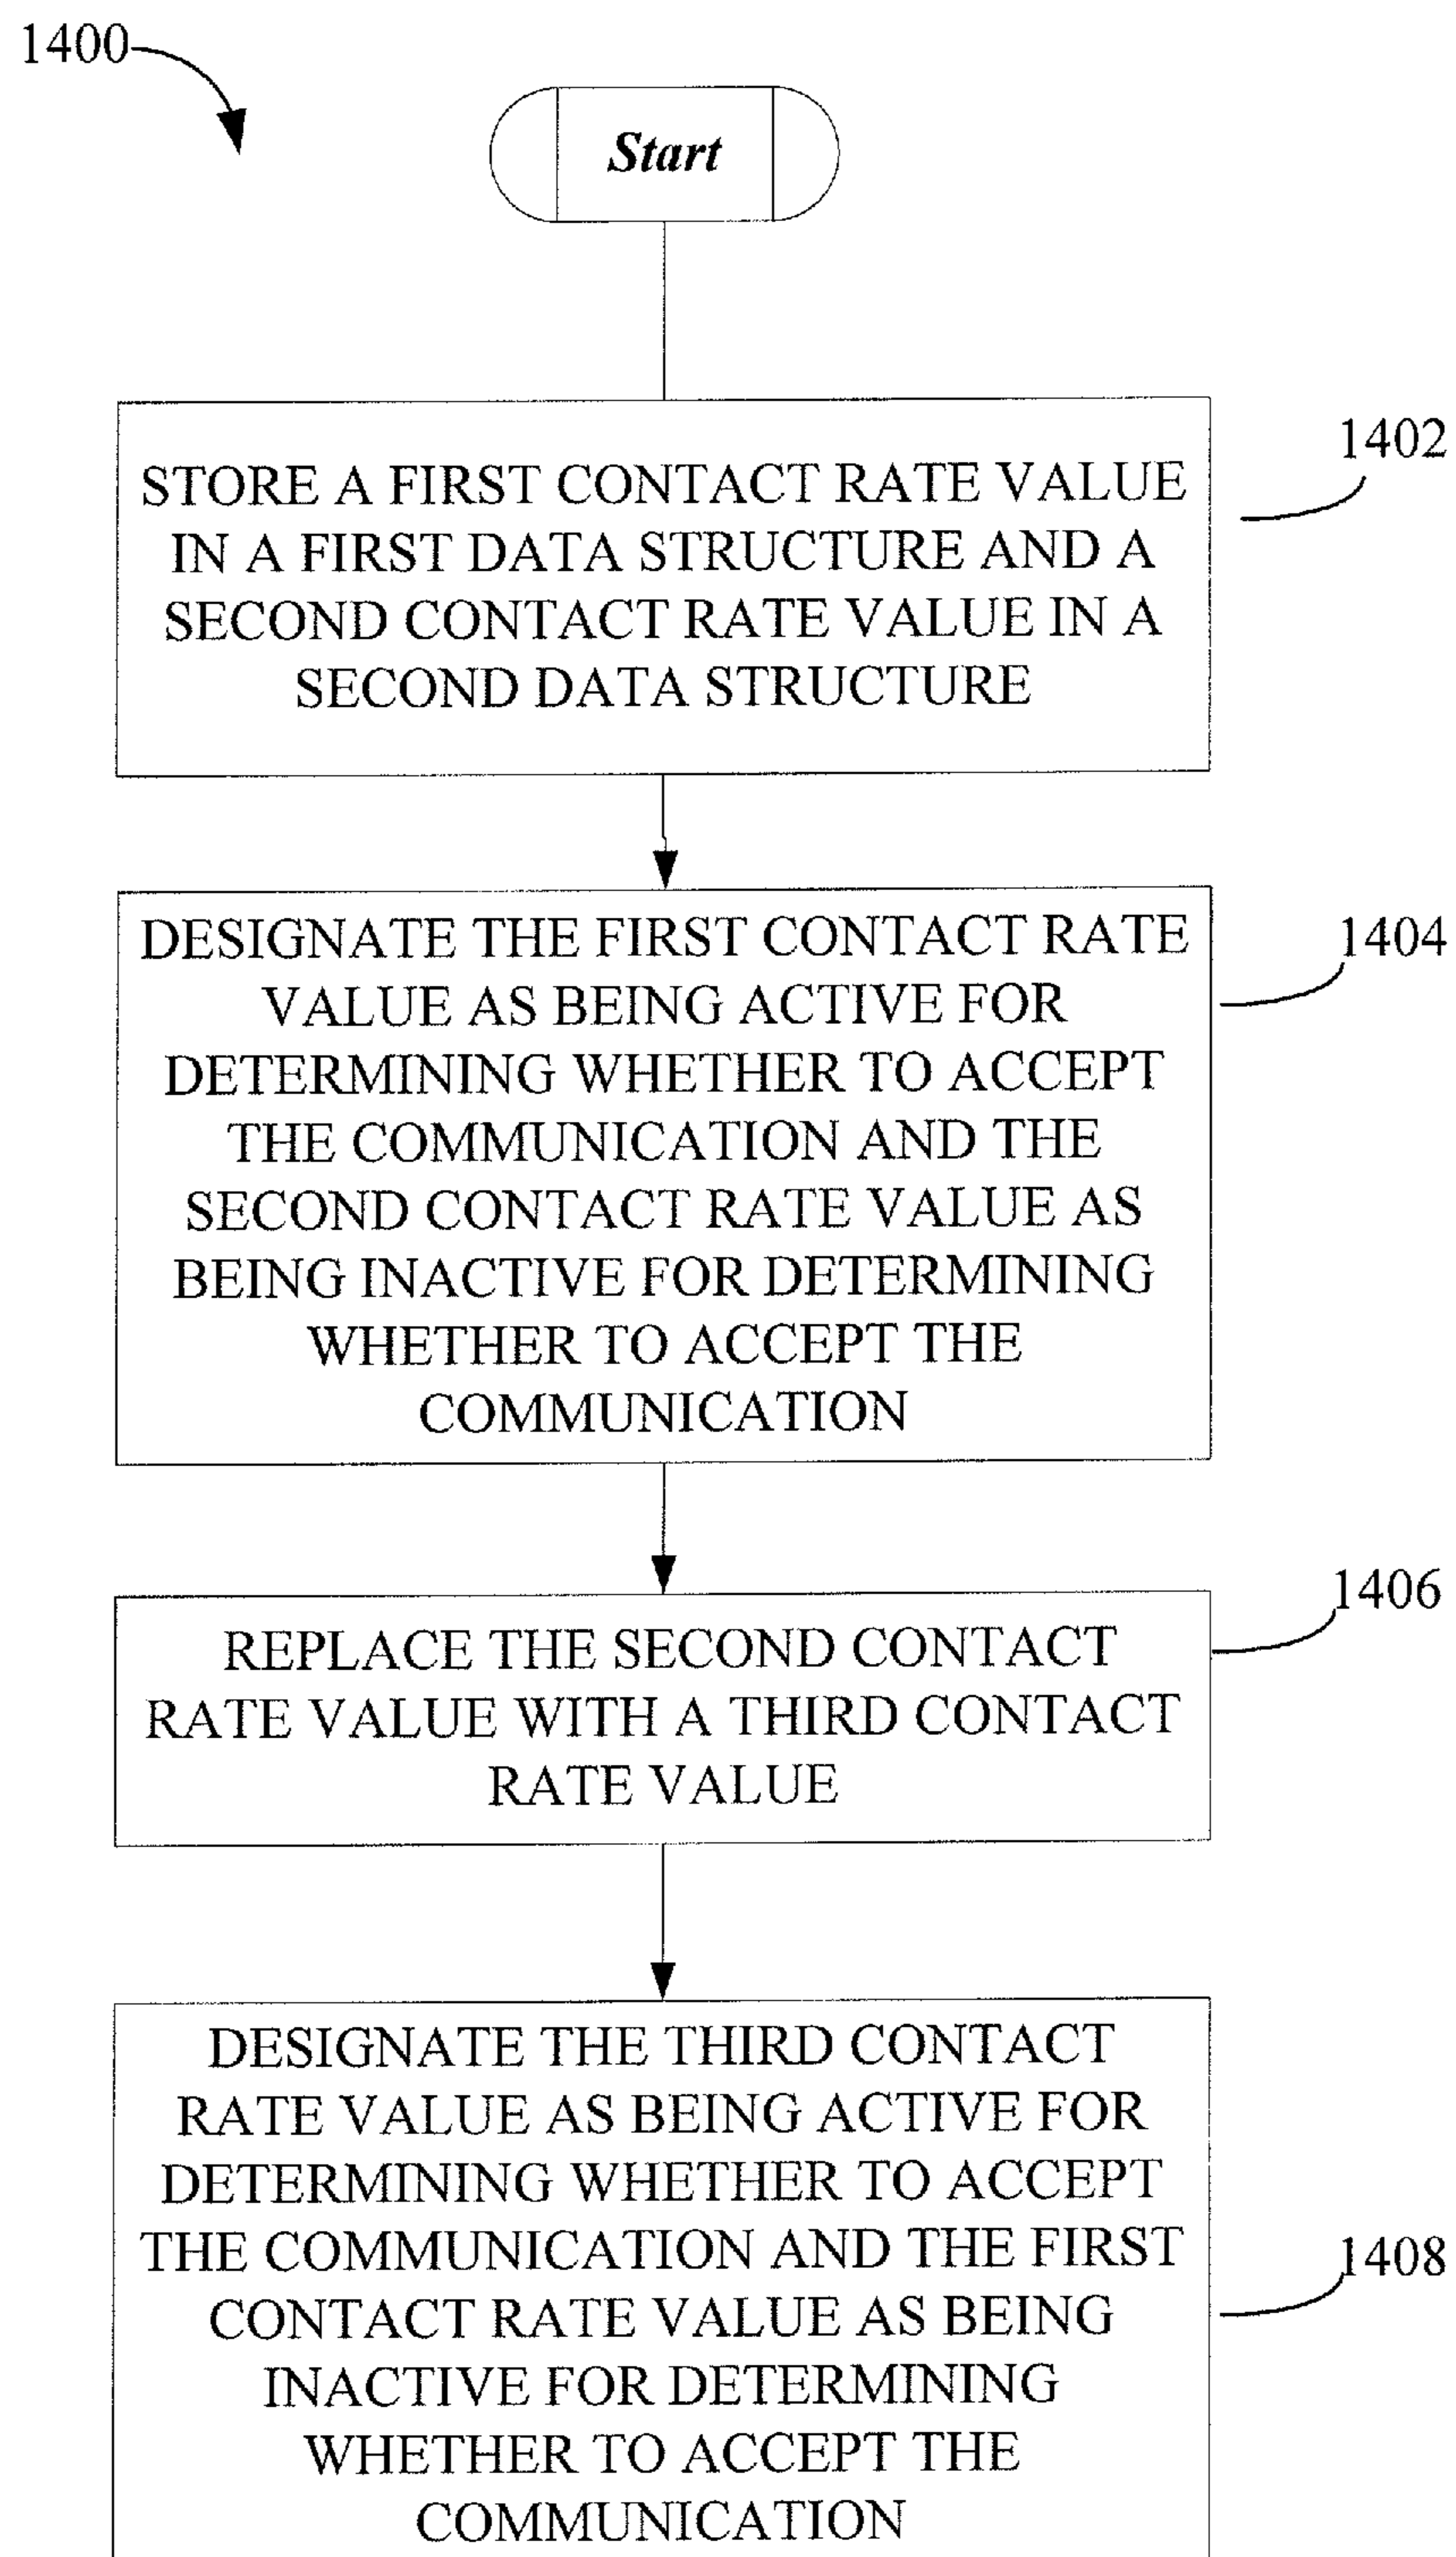 1400
Start
1402
STORE A FIRST CONTACT RATE VALUE
IN A FIRST DATA STRUCTURE AND A
SECOND CONTACT RATE VALUE IN A
SECOND DATA STRUCTURE
1404
DESIGNATE THE FIRST CONTACT RATE
VALUE AS BEING ACTIVE FOR
DETERMINING WHETHER TO ACCEPT
THE COMMUNICATION AND THE
SECOND CONTACT RATE VALUE AS
BEING INACTIVE FOR DETERMINING
WHETHER TO ACCEPT THE
COMMUNICATION
1406
REPLACE THE SECOND CONTACT
RATE VALUE WITH A THIRD CONTACT
RATE VALUE
1408
DESIGNATE THE THIRD CONTACT
RATE VALUE AS BEING ACTIVE FOR
DETERMINING WHETHER TO ACCEPT
THE COMMUNICATION AND THE FIRST
CONTACT RATE VALUE AS BEING
INACTIVE FOR DETERMINING
WHETHER TO ACCEPT THE
COMMUNICATION